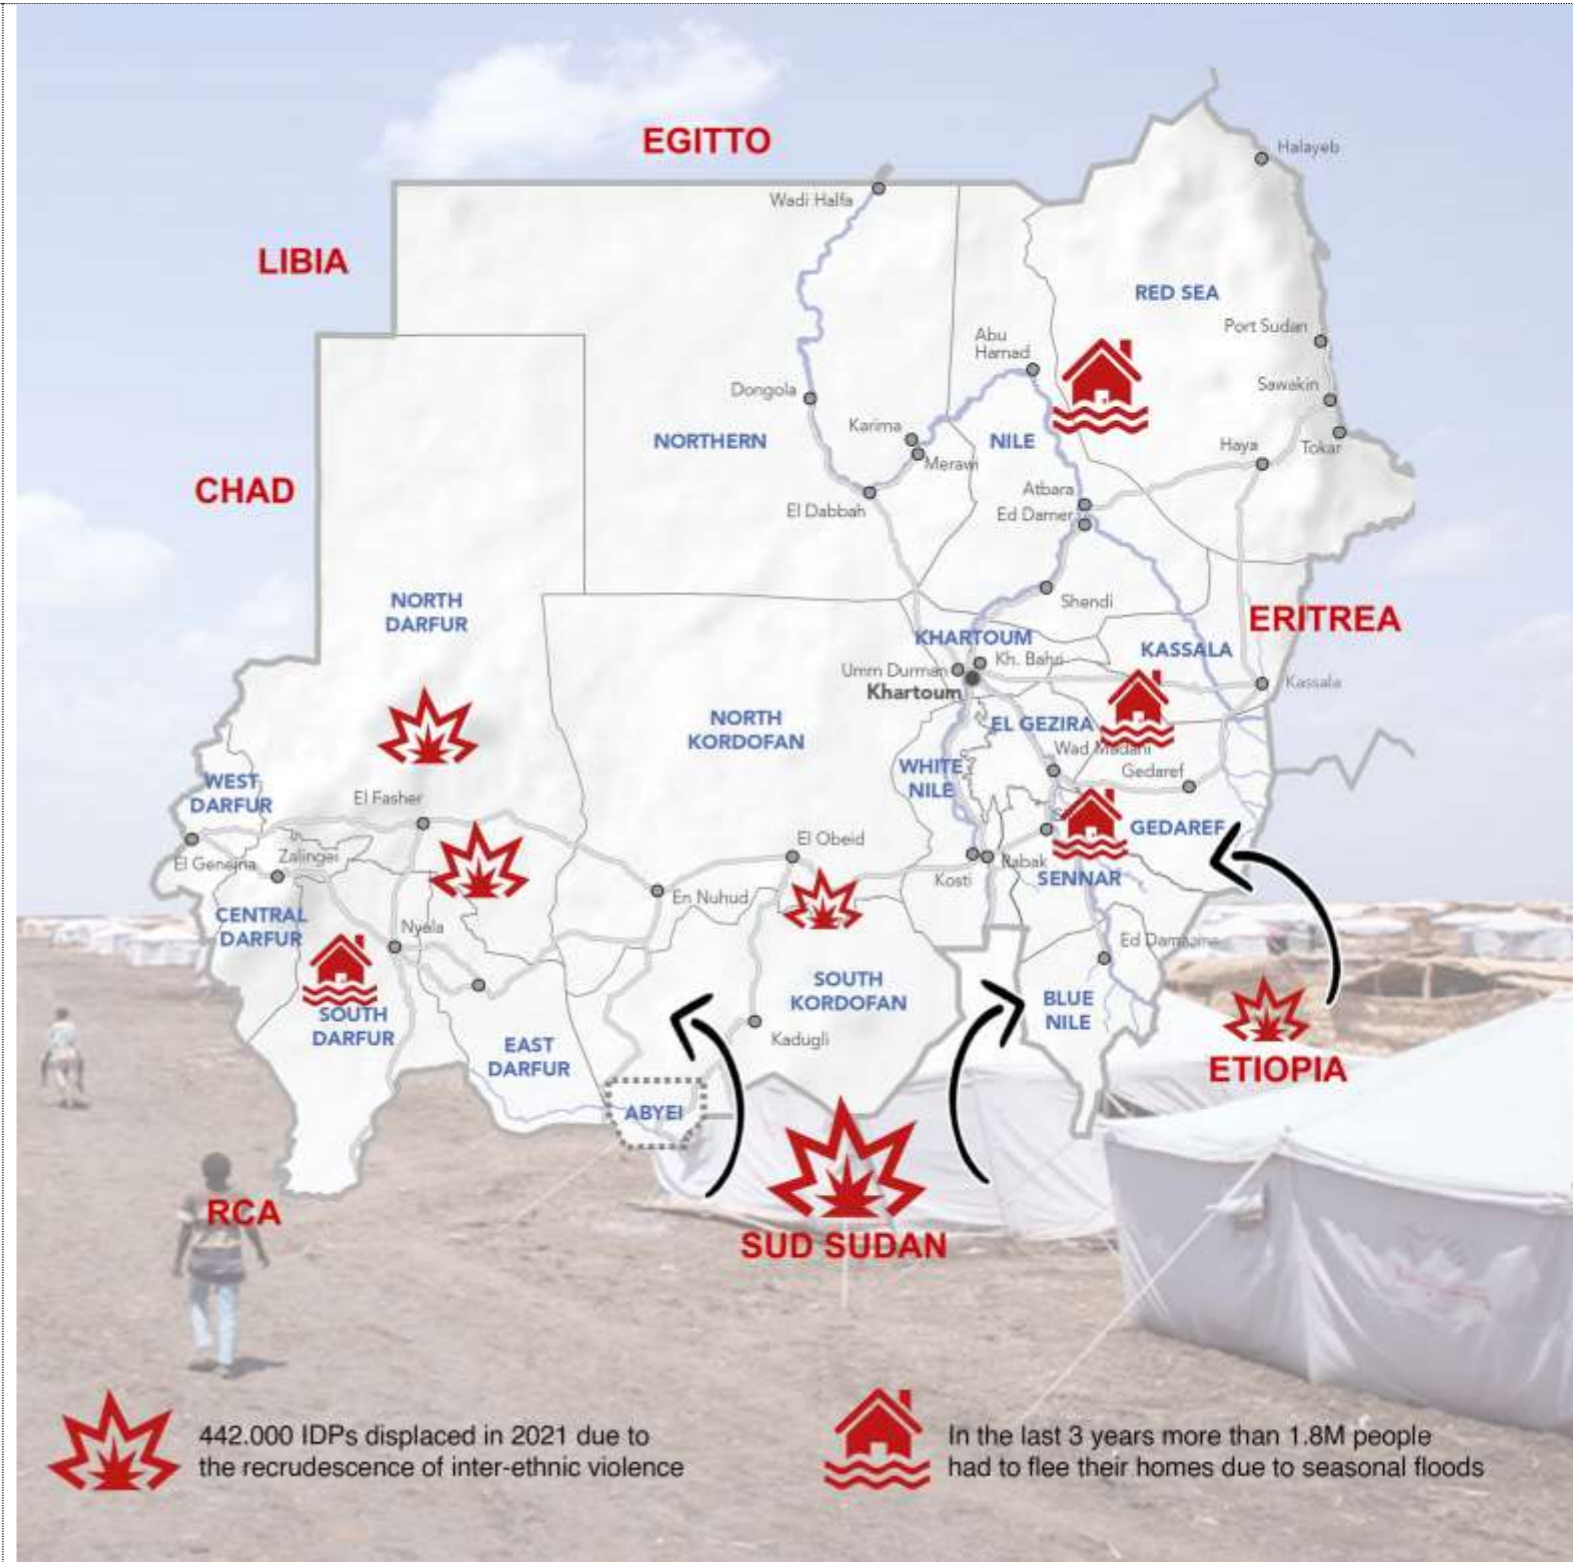 EGITTO
Halayeb
Wadi Halfa
LIBIA
RED SEA
Port Sudan
Abu
Hamad
Sawakin
Dongola
Karima
NORTHERN
NILE
Haya
Tokar
Merawi
CHAD
Atbara
El Dabbah
Ed Damer
NORTH
DARFUR
Shendi
ERITREA
KHARTOUM
KASSALA
Kh. Bahri
Umm Durman
Khartoum
Kassala
NORTH
KORDOFAN
EL GEZIRA
Wad Madani
WHITE
NILE
Gedaref
WEST
DARFUR
El Fasher
GEDAREF
El Obeid
El Geneina
Zalingei
Rabak
Kosti
SENNAR
En Nuhud
CENTRAL
DARFUR
Nyala
Ed Damazine
SOUTH
KORDOFAN
BLUE
NILE
SOUTH
DARFUR
Kadugli
EAST
DARFUR
ETIOPIA
ABYEI
RCA
SUD SUDAN
442.000 IDPs displaced in 2021 due to
the recrudescence of inter-ethnic violence
In the last 3 years more than 1.8M people
had to flee their homes due to seasonal floods